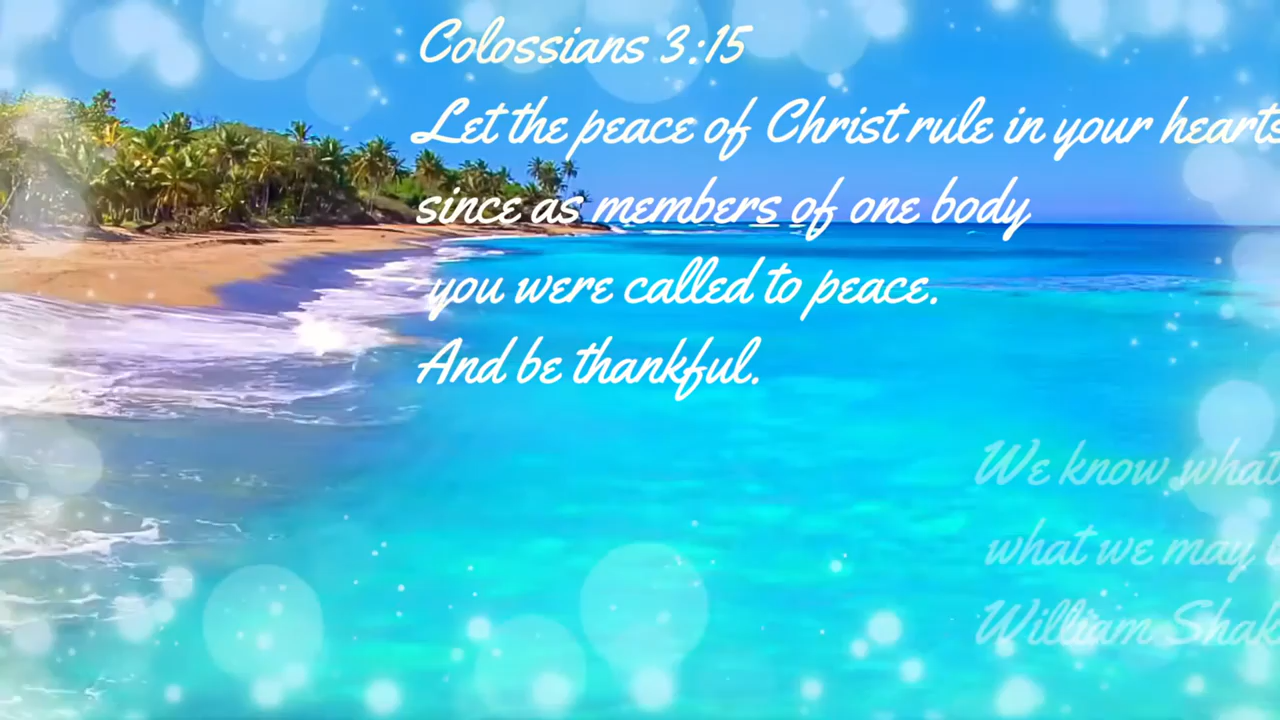 Colossians 3:15
Let the peace of Christ rule in your hearts
since as members of one body
you were called to peace.
And be thankful.
We know what
what we may
William